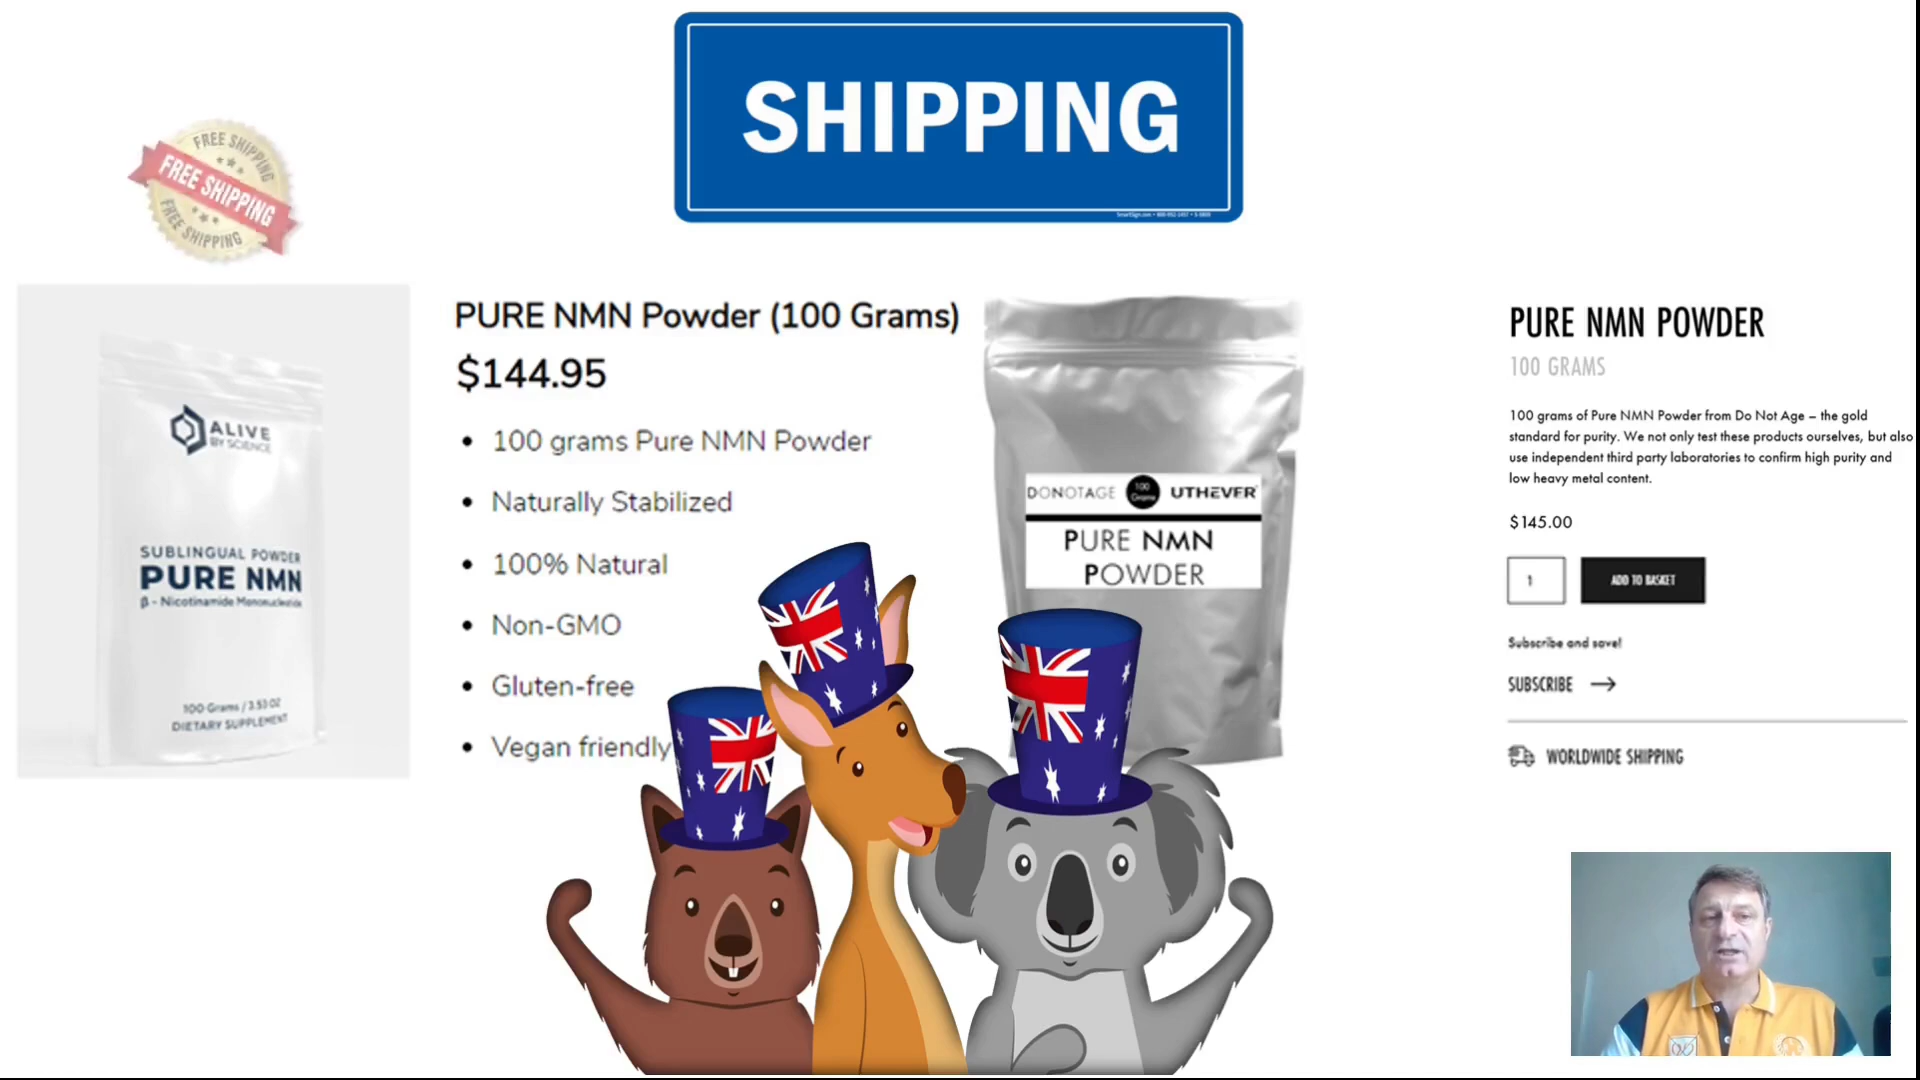 SHIPPING
FREE SHIPPING
FREE SHIPPING
FREE SHIPPING
ALIVE
BY SCIENCE
SUBLINGUAL POWDER
PURE NMN
β - Nicotinamide Mononucleotide
100 Grams / 3.53 OZ
DIETARY SUPPLEMENT
PURE NMN Powder (100 Grams)
$144.95
• 100 grams Pure NMN Powder
• Naturally Stabilized
• 100% Natural
• Non-GMO
• Gluten-free
• Vegan friendly
DONOTAGE
100
Grams
UTHEVER
PURE NMN
POWDER
PURE NMN POWDER
100 GRAMS
100 grams of Pure NMN Powder from Do Not Age – the gold
standard for purity. We not only test these products ourselves, but also
use independent third party laboratories to confirm high purity and
low heavy metal content.
$145.00
1
ADD TO BASKET
Subscribe and save!
SUBSCRIBE
WORLDWIDE SHIPPING